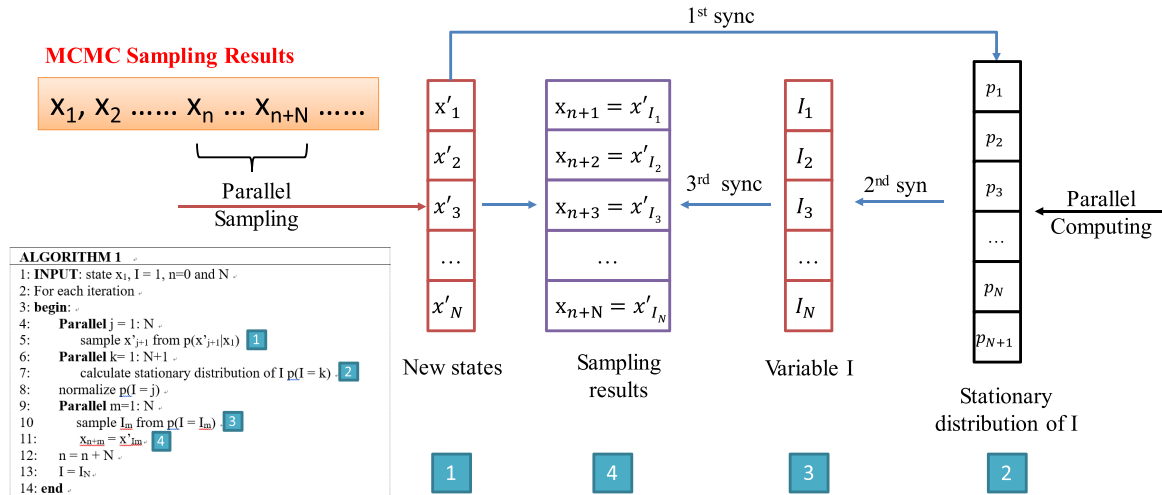 1st sync
MCMC Sampling Results
x1, x2 …… xn … xn+N ……
Parallel
Sampling
x'1
x'2
x'3
…
x'N
New states
xn+1 = x'I1
xn+2 = x'I2
xn+3 = x'I3
…
xn+N = x'IN
Sampling
results
3rd sync
I1
I2
I3
…
IN
Variable I
2nd syn
p1
p2
p3
…
pN
pN+1
Stationary
distribution of I
Parallel
Computing
ALGORITHM 1
1: INPUT: state x1, I = 1, n=0 and N
2: For each iteration
3: begin:
4: Parallel j = 1: N
5: sample x'j+1 from p(x'j+1|x1) 1
6: Parallel k= 1: N+1
7: calculate stationary distribution of I p(I = k) 2
8: normalize p(I = j)
9: Parallel m=1: N
10 sample Im from p(I = Im) 3
11: xn+m = x'Im 4
12: n = n + N
13: I = IN
14: end
1
4
3
2